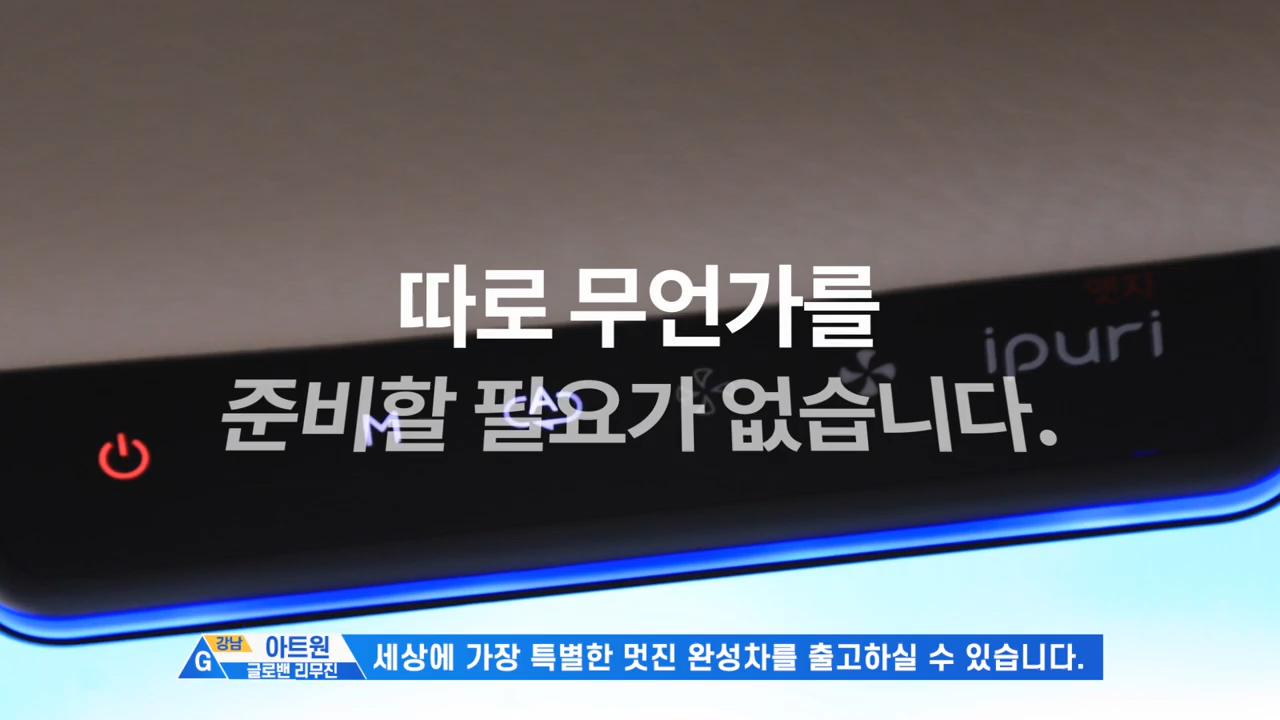 따로 무언가를
준비할 필요가 없습니다.
엣지
ipuri
M
A
G
강남
아트원
글로밴 리무진
세상에 가장 특별한 멋진 완성차를 출고하실 수 있습니다.